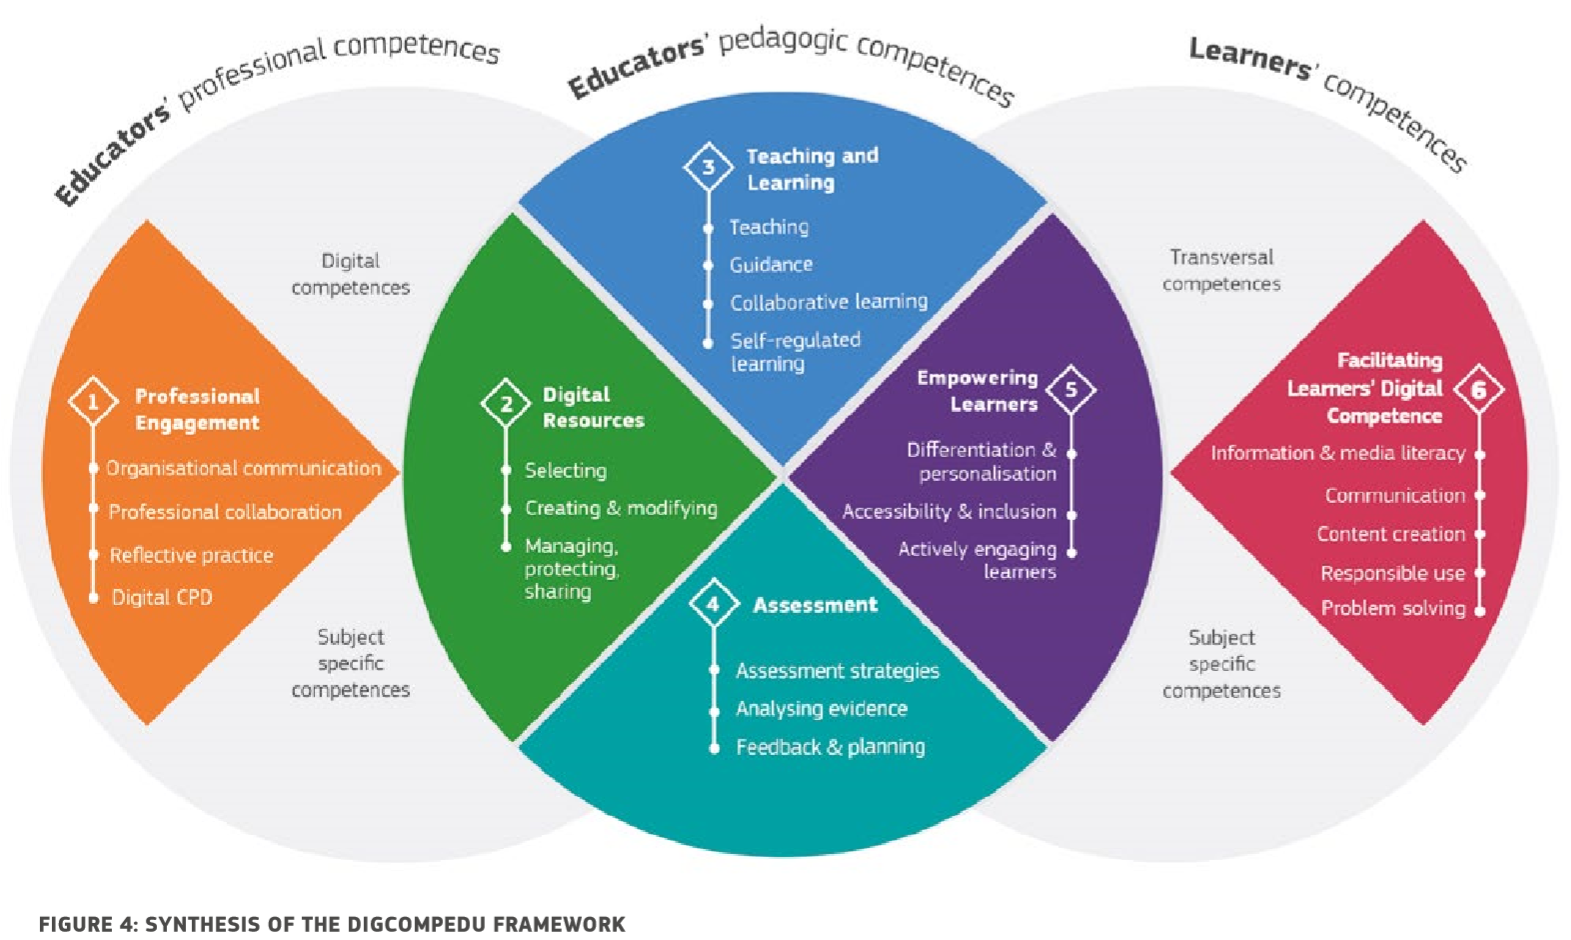 Educators' professional competences
Educators' pedagogic competences
Learners' competences
Digital
competences
Subject
specific
competences
1
Professional
Engagement
Organisational communication
Professional collaboration
Reflective practice
Digital CPD
2
Digital
Resources
Selecting
Creating & modifying
Managing,
protecting,
sharing
3
Teaching and
Learning
Teaching
Guidance
Collaborative learning
Self-regulated
learning
4
Assessment
Assessment strategies
Analysing evidence
Feedback & planning
Empowering
Learners
5
Differentiation &
personalisation
Accessibility & inclusion
Actively engaging
learners
Transversal
competences
Subject
specific
competences
Facilitating
Learners' Digital
Competence
6
Information & media literacy
Communication
Content creation
Responsible use
Problem solving
FIGURE 4: SYNTHESIS OF THE DIGCOMPEDU FRAMEWORK